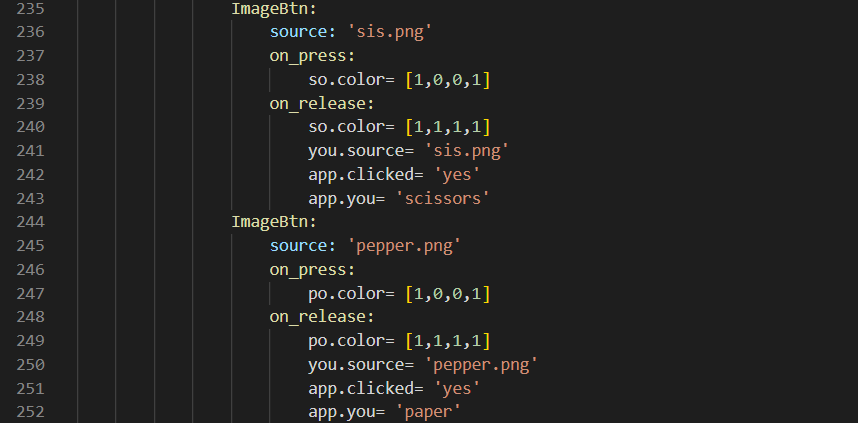 235 ImageBtn:
236 source: 'sis.png'
237 on_press:
238 so.color= [1,0,0,1]
239 on_release:
240 so.color= [1,1,1,1]
241 you.source= 'sis.png'
242 app.clicked= 'yes'
243 app.you= 'scissors'
244 ImageBtn:
245 source: 'pepper.png'
246 on_press:
247 po.color= [1,0,0,1]
248 on_release:
249 po.color= [1,1,1,1]
250 you.source= 'pepper.png'
251 app.clicked= 'yes'
252 app.you= 'paper'